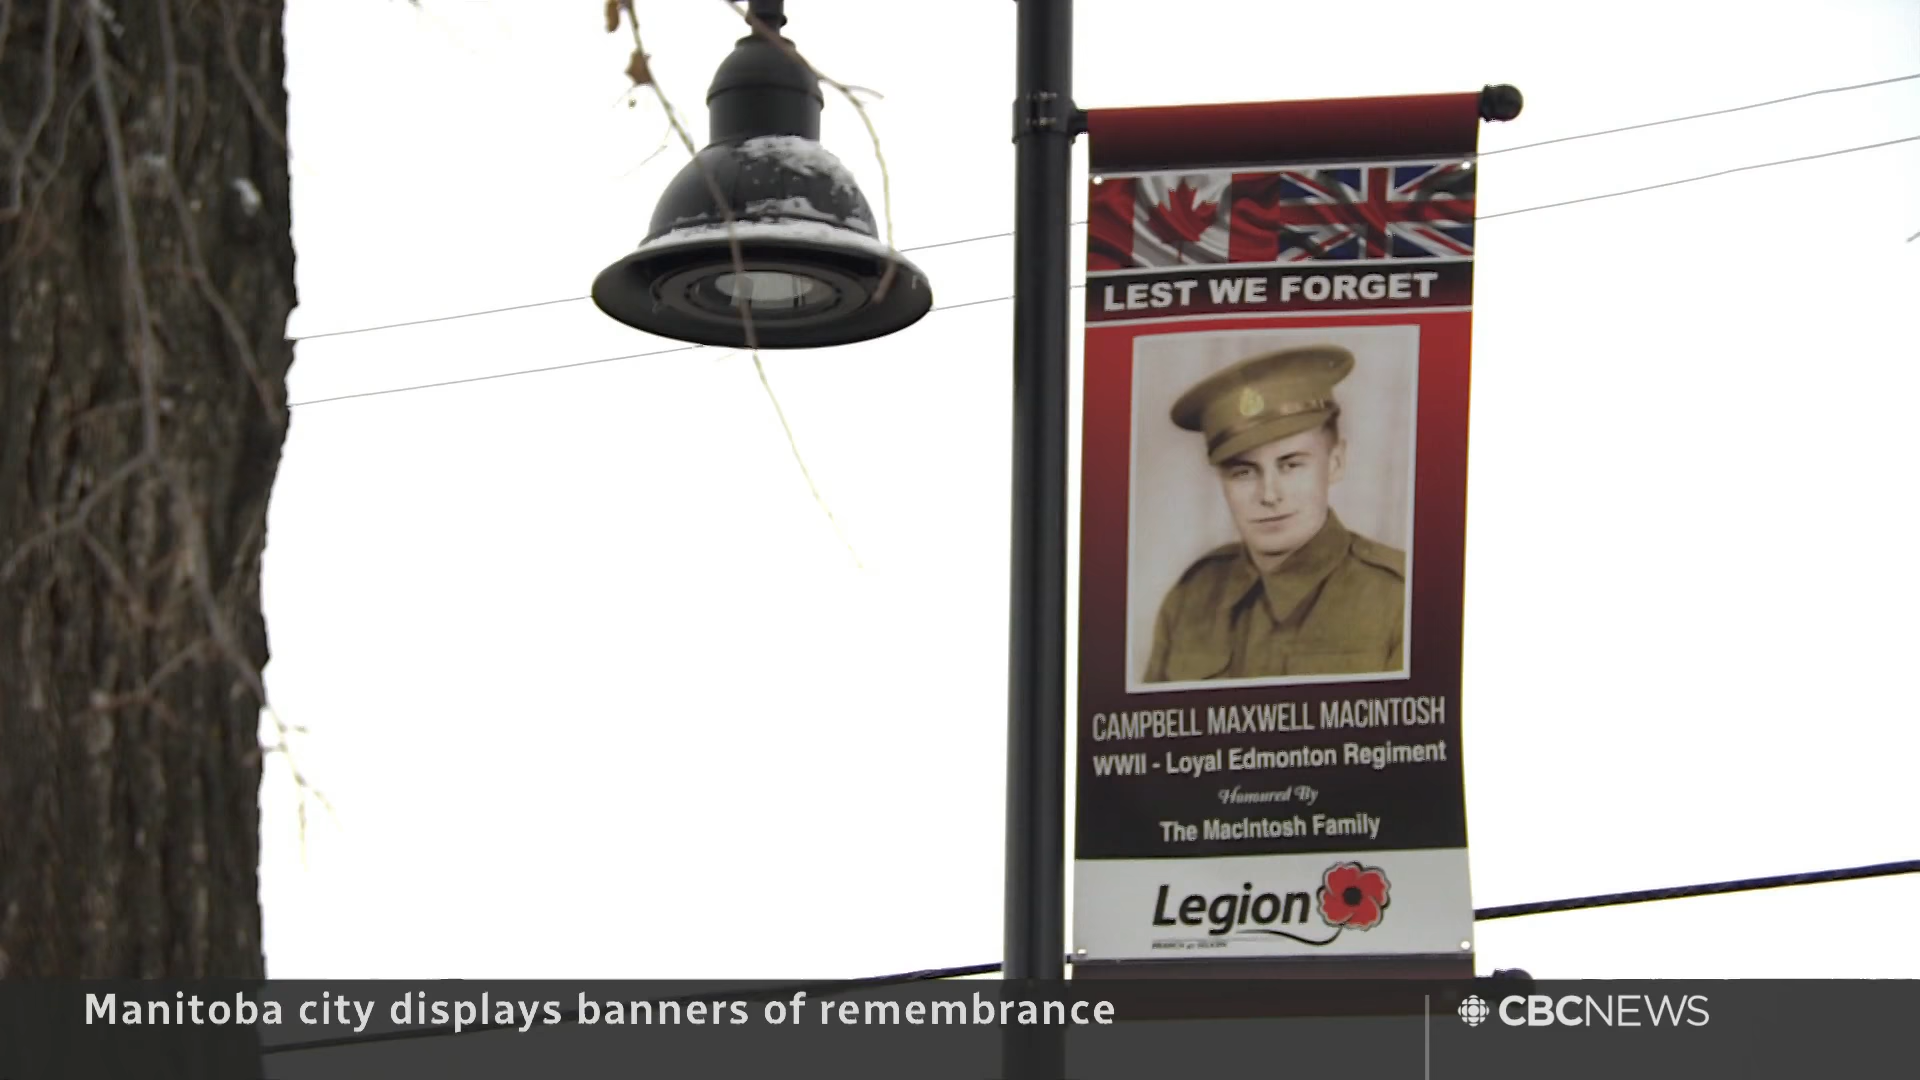 LEST WE FORGET
CAMPBELL MAXWELL MACINTOSH
WWII - Loyal Edmonton Regiment
Honoured By
The MacIntosh Family
Legion
Manitoba city displays banners of remembrance
CBCNEWS